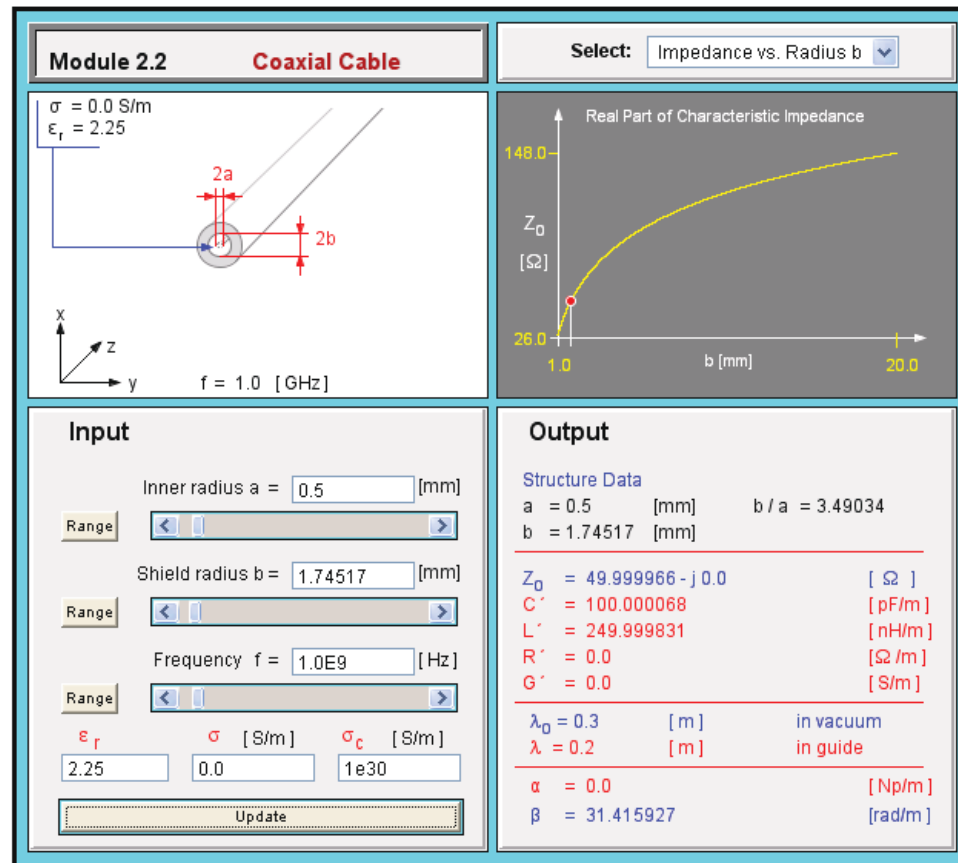 Module 2.2 Coaxial Cable
Select: Impedance vs. Radius b
σ = 0.0 S/m
εr = 2.25
2a
2b
x
z
y
f = 1.0 [GHz]
Real Part of Characteristic Impedance
148.0
Z0
[Ω]
26.0
1.0
b [mm]
20.0
Input
Inner radius a = 0.5 [mm]
Range
Shield radius b = 1.74517 [mm]
Range
Frequency f = 1.0E9 [Hz]
Range
εr σ [S/m] σc [S/m]
2.25 0.0 1e30
Update
Output
Structure Data
a = 0.5 [mm] b / a = 3.49034
b = 1.74517 [mm]
Z0 = 49.999966 - j 0.0 [Ω]
C´ = 100.000068 [pF/m]
L´ = 249.999831 [nH/m]
R´ = 0.0 [Ω/m]
G´ = 0.0 [S/m]
λ0 = 0.3 [m] in vacuum
λ = 0.2 [m] in guide
α = 0.0 [Np/m]
β = 31.415927 [rad/m]